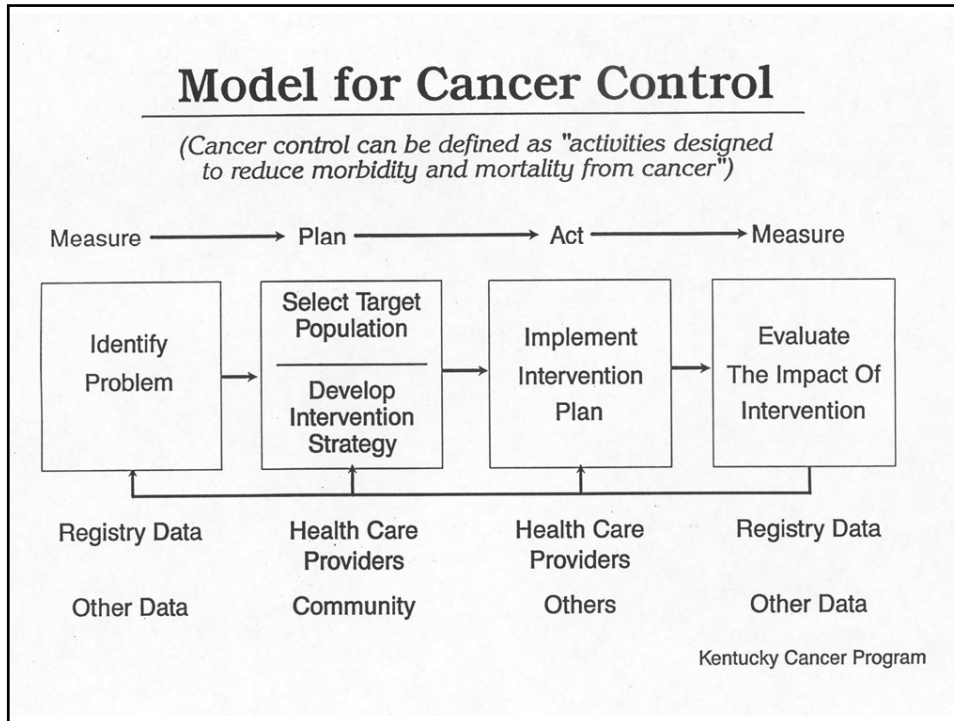 Model for Cancer Control
(Cancer control can be defined as "activities designed
to reduce morbidity and mortality from cancer")
Measure Plan Act Measure
Identify
Problem
Select Target
Population
Develop
Intervention
Strategy
Implement
Intervention
Plan
Evaluate
The Impact Of
Intervention
Registry Data
Other Data
Health Care
Providers
Community
Health Care
Providers
Others
Registry Data
Other Data
Kentucky Cancer Program